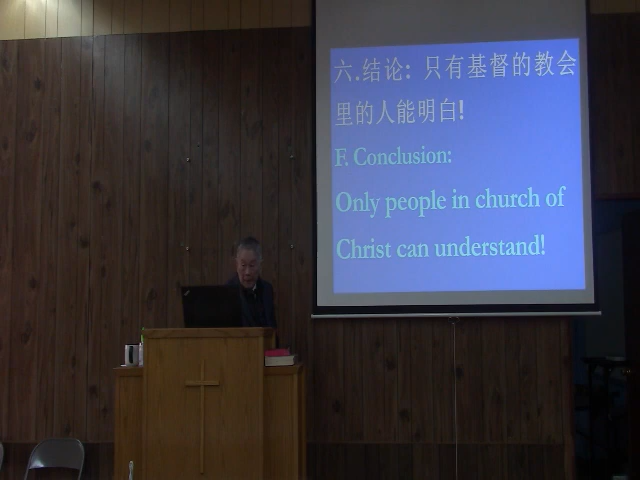 六.结论: 只有基督的教会
里的人能明白!
F. Conclusion:
Only people in church of
Christ can understand!